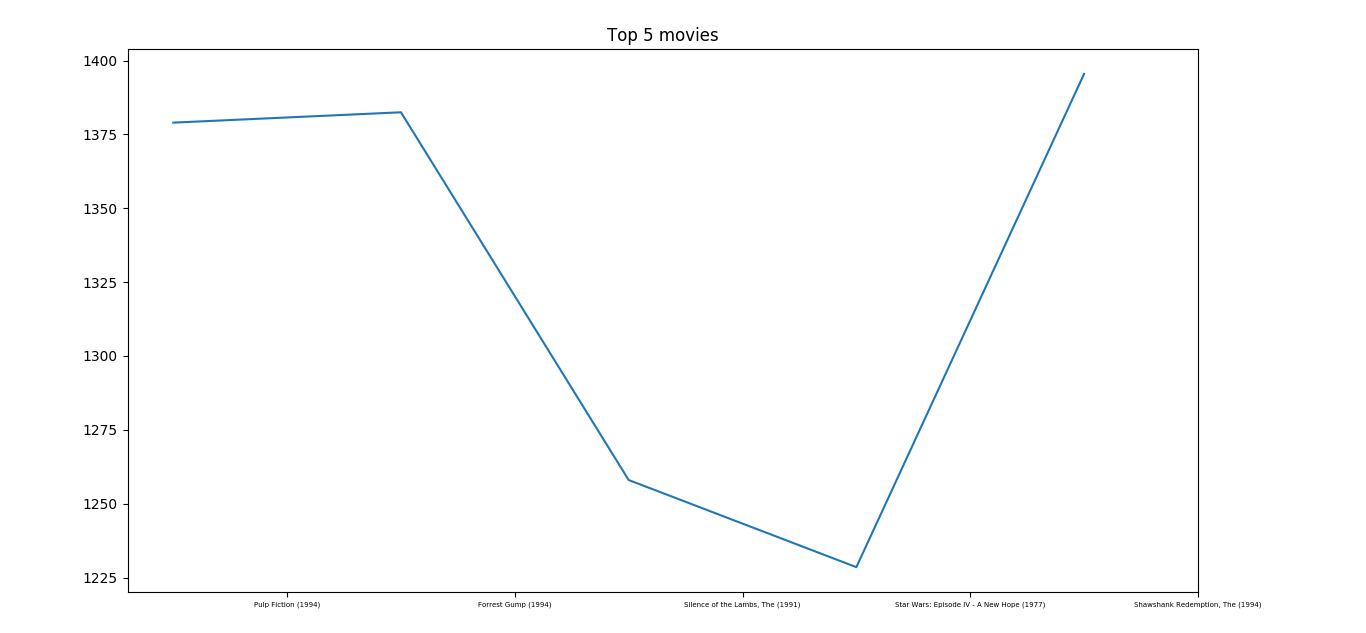 Top 5 movies
1400
1375
1350
1325
1300
1275
1250
1225
Pulp Fiction (1994)
Forrest Gump (1994)
Silence of the Lambs, The (1991)
Star Wars: Episode IV - A New Hope (1977)
Shawshank Redemption, The (1994)